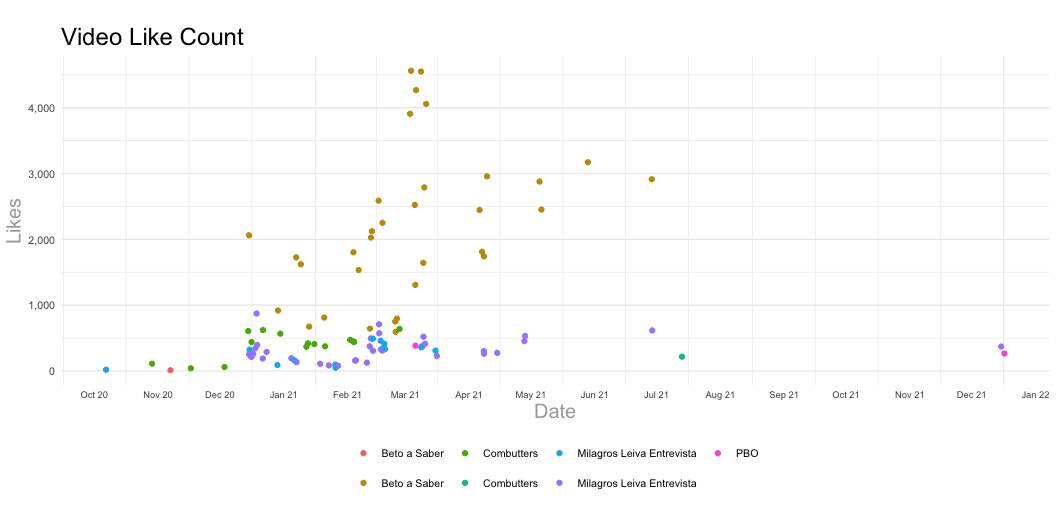 Video Like Count
Likes
4,000
3,000
2,000
1,000
0
Oct 20 Nov 20 Dec 20 Jan 21 Feb 21 Mar 21 Apr 21 May 21 Jun 21 Jul 21 Aug 21 Sep 21 Oct 21 Nov 21 Dec 21 Jan 22
Date
Beto a Saber Combutters Milagros Leiva Entrevista PBO
Beto a Saber Combutters Milagros Leiva Entrevista